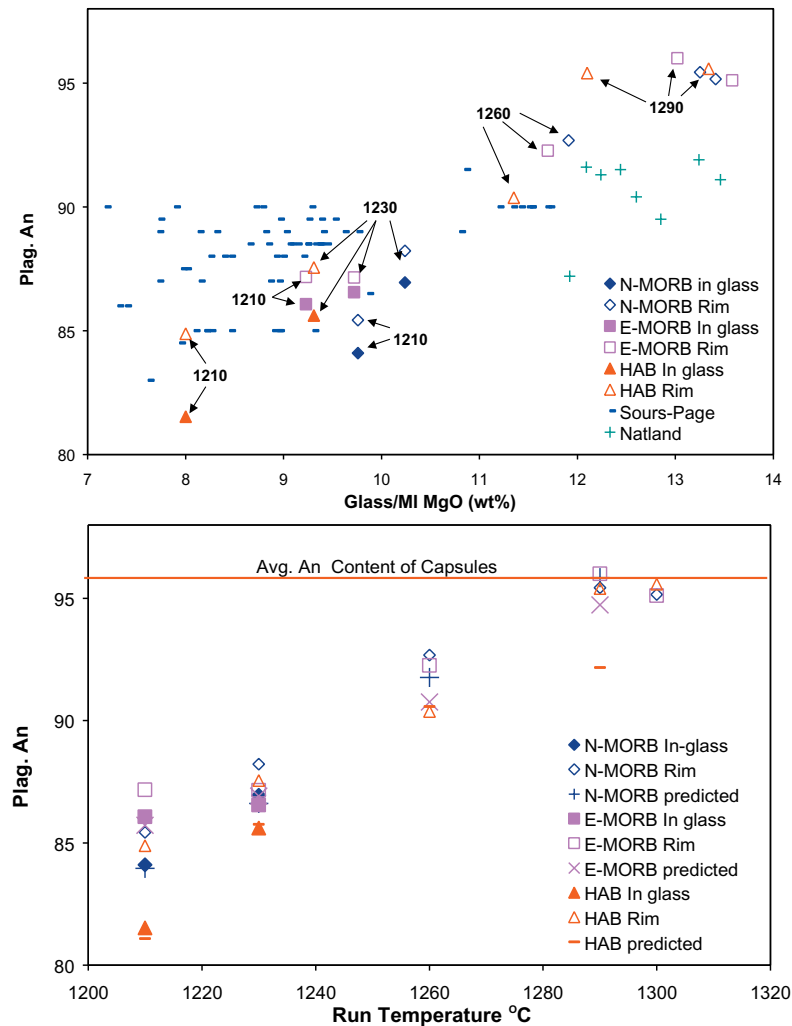 95
90
85
80
Plag. An
7
8
9
10
11
12
13
14
Glass/MI MgO (wt%)
1290
1260
1230
1210
1210
1210
N-MORB in glass
N-MORB Rim
E-MORB In glass
E-MORB Rim
HAB In glass
HAB Rim
Sours-Page
Natland
Avg. An Content of Capsules
95
90
85
80
Plag. An
N-MORB In-glass
N-MORB Rim
N-MORB predicted
E-MORB In glass
E-MORB Rim
E-MORB predicted
HAB In glass
HAB Rim
HAB predicted
1200
1220
1240
1260
1280
1300
1320
Run Temperature °C